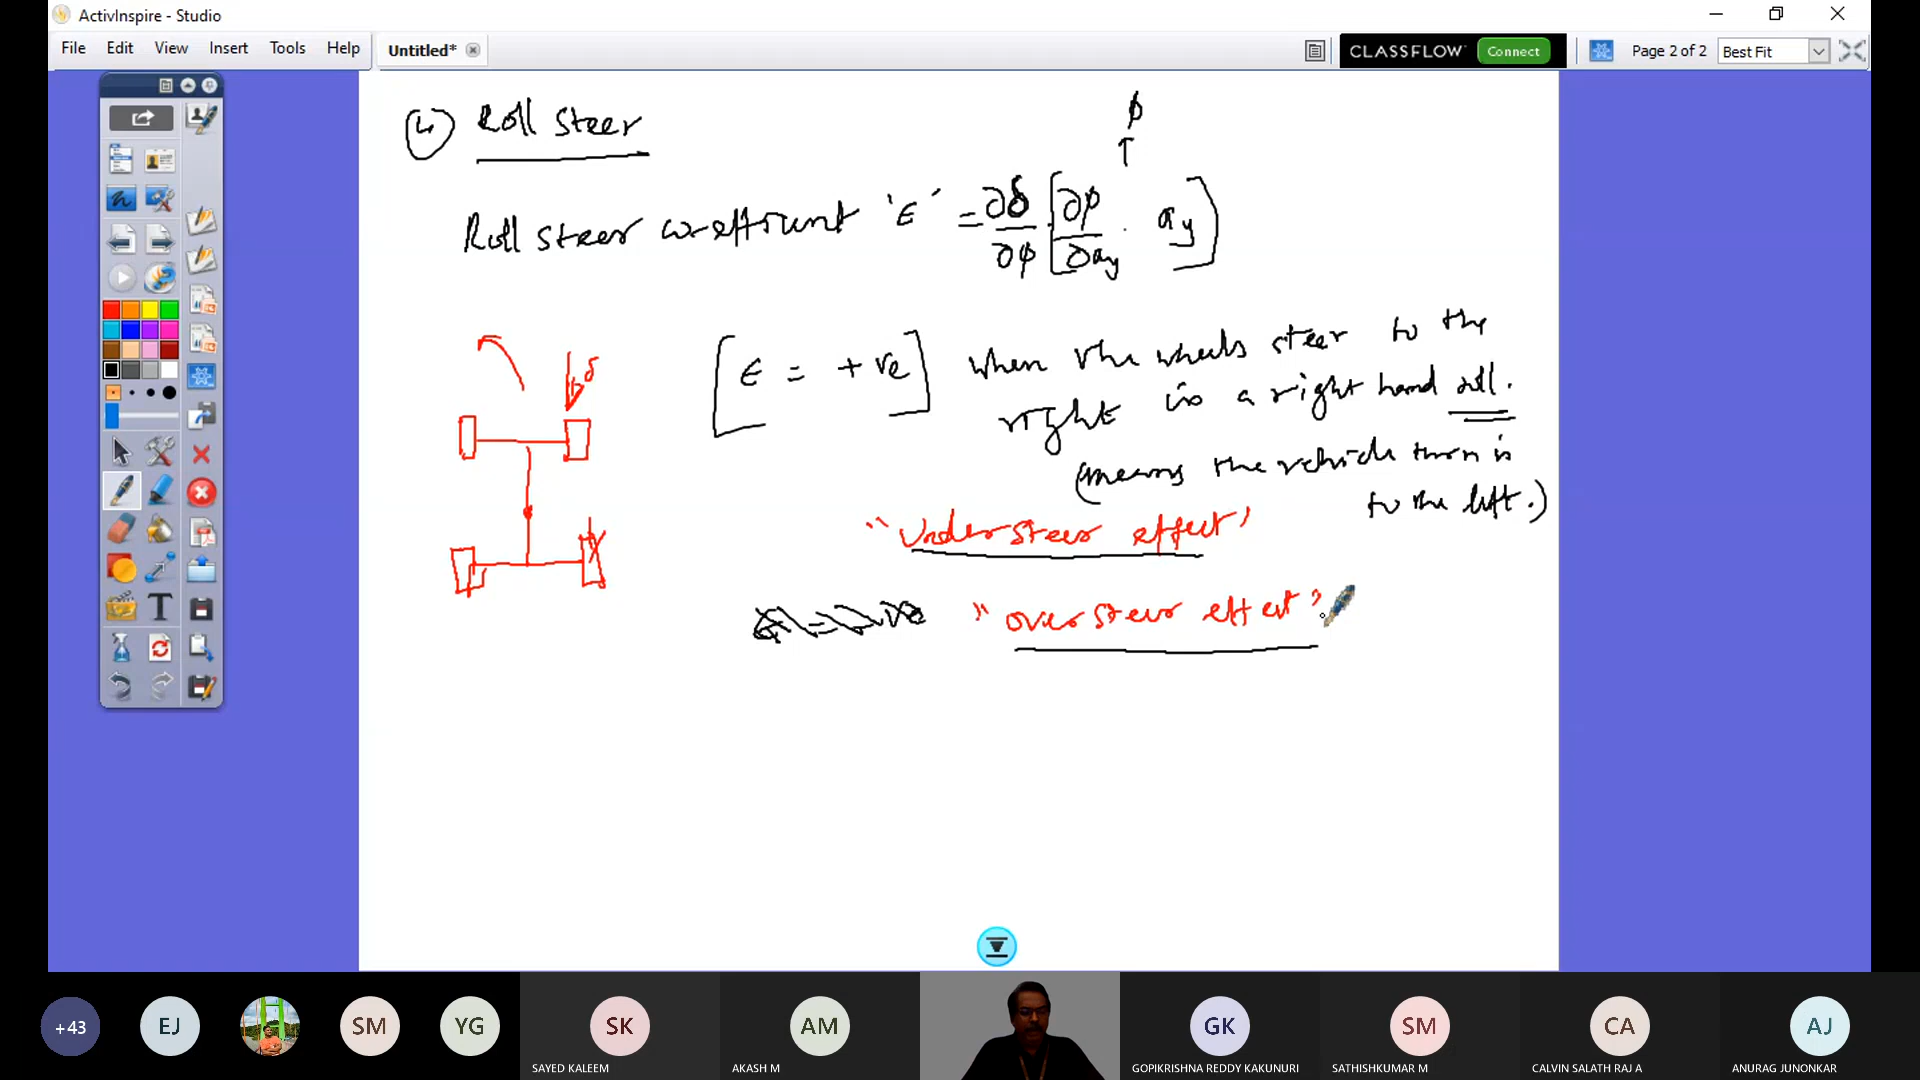 ActivInspire - Studio
File Edit View Insert Tools Help
Untitled*
CLASSFLOW Connect
Page 2 of 2 Best Fit
4 Roll Steer
ϕ
↑
Roll steer coefficient 'ε' = ∂δ/∂ϕ [∂ϕ/∂ay . ay]
δ
[ε = +ve] when the wheels steer to the
right in a right hand roll.
(means the vehicle turn is
to the left.)
"Understeer effect"
"over steer effect"
+43 EJ SM YG SK AM GK SM CA AJ
SAYED KALEEM AKASH M GOPIKRISHNA REDDY KAKUNURI SATHISHKUMAR M CALVIN SALATH RAJ A ANURAG JUNONKAR